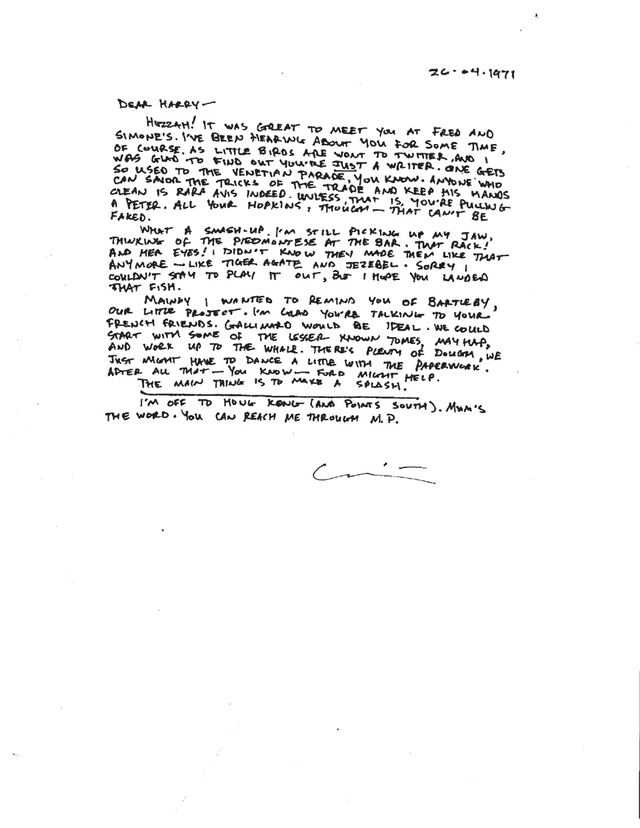 26·04·1971
DEAR HARRY—
HUZZAH! IT WAS GREAT TO MEET YOU AT FRED AND
SIMONE'S. I'VE BEEN HEARING ABOUT YOU FOR SOME TIME,
OF COURSE, AS LITTLE BIRDS ARE WONT TO TWITTER, AND I
WAS GLAD TO FIND OUT YOU'RE JUST A WRITER. ONE GETS
SO USED TO THE VENETIAN PARADE, YOU KNOW. ANYONE WHO
CAN SAVOR THE TRICKS OF THE TRADE AND KEEP HIS HANDS
CLEAN IS RARA AVIS INDEED. UNLESS, THAT IS, YOU'RE PULLING
A PETER. ALL YOUR HOPKINS, THOUGH — THAT CAN'T BE
FAKED.
WHAT A SMASH-UP. I'M STILL PICKING UP MY JAW,
THINKING OF THE PIEDMONTESE AT THE BAR. THAT RACK!
AND HER EYES! I DIDN'T KNOW THEY MADE THEM LIKE THAT
ANYMORE — LIKE TIGER AGATE AND JEZEBEL. SORRY I
COULDN'T STAY TO PLAY IT OUT, BUT I HOPE YOU LANDED
THAT FISH.
MAINLY I WANTED TO REMIND YOU OF BARTLEBY,
OUR LITTLE PROJECT. I'M GLAD YOU'RE TALKING TO YOUR
FRENCH FRIENDS. GALLIMARD WOULD BE IDEAL. WE COULD
START WITH SOME OF THE LESSER KNOWN TOMES, MAYHAP,
AND WORK UP TO THE WHALE. THERE'S PLENTY OF DOUGH, WE
JUST MIGHT HAVE TO DANCE A LITTLE WITH THE PAPERWORK.
AFTER ALL THAT — YOU KNOW — FORD MIGHT HELP.
THE MAIN THING IS TO MAKE A SPLASH.
I'M OFF TO HONG KONG (AND POINTS SOUTH). MUM'S
THE WORD. YOU CAN REACH ME THROUGH M.P.